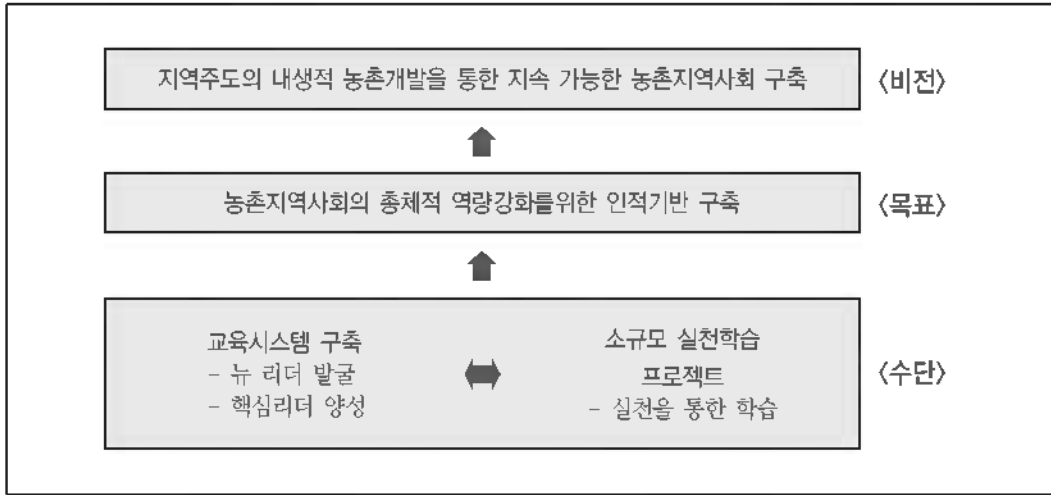 지역주도의 내생적 농촌개발을 통한 지속 가능한 농촌지역사회 구축
〈비전〉
농촌지역사회의 총체적 역량강화를위한 인적기반 구축
〈목표〉
교육시스템 구축
- 뉴 리더 발굴
- 핵심리더 양성
소규모 실천학습
프로젝트
- 실천을 통한 학습
〈수단〉